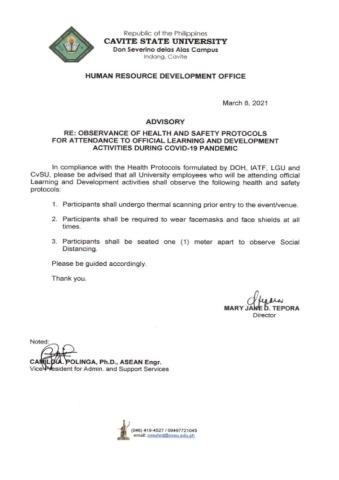 Republic of the Philippines
CAVITE STATE UNIVERSITY
Don Severino delas Alas Campus
Indang, Cavite
HUMAN RESOURCE DEVELOPMENT OFFICE
March 8, 2021
ADVISORY
RE: OBSERVANCE OF HEALTH AND SAFETY PROTOCOLS
FOR ATTENDANCE TO OFFICIAL LEARNING AND DEVELOPMENT
ACTIVITIES DURING COVID-19 PANDEMIC
In compliance with the Health Protocols formulated by DOH, IATF, LGU and
CvSU, please be advised that all University employees who will be attending official
Learning and Development activities shall observe the following health and safety
protocols:
1. Participants shall undergo thermal scanning prior entry to the event/venue.
2. Participants shall be required to wear facemasks and face shields at all
times.
3. Participants shall be seated one (1) meter apart to observe Social
Distancing.
Please be guided accordingly.
Thank you.
MARY JANE D. TEPORA
Director
Noted:
POLINGA, Ph.D., ASEAN Engr.
Vice President for Admin. and Support Services
(046) 419-4527 / 09497721045
email: